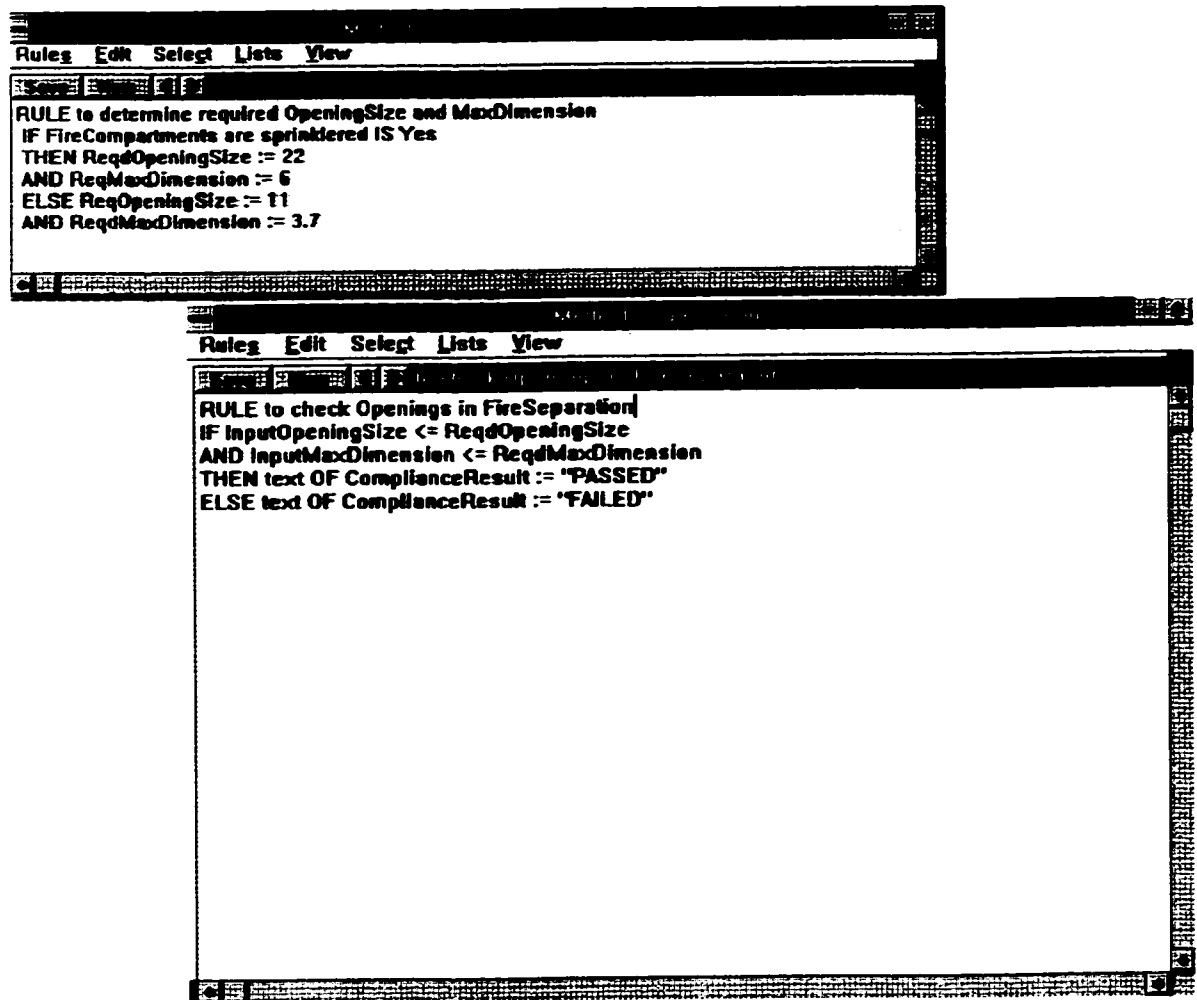 Rules Edit Select Lists View
RULE to determine required OpeningSize and MaxDimension
IF FireCompartments are sprinklered IS Yes
THEN ReqdOpeningSize := 22
AND ReqMaxDimension := 6
ELSE ReqOpeningSize := 11
AND ReqdMaxDimension := 3.7
Rules Edit Select Lists View
RULE to check Openings in FireSeparation
IF InputOpeningSize <= ReqdOpeningSize
AND InputMaxDimension <= ReqdMaxDimension
THEN text OF ComplianceResult := "PASSED"
ELSE text OF ComplianceResult := "FAILED"